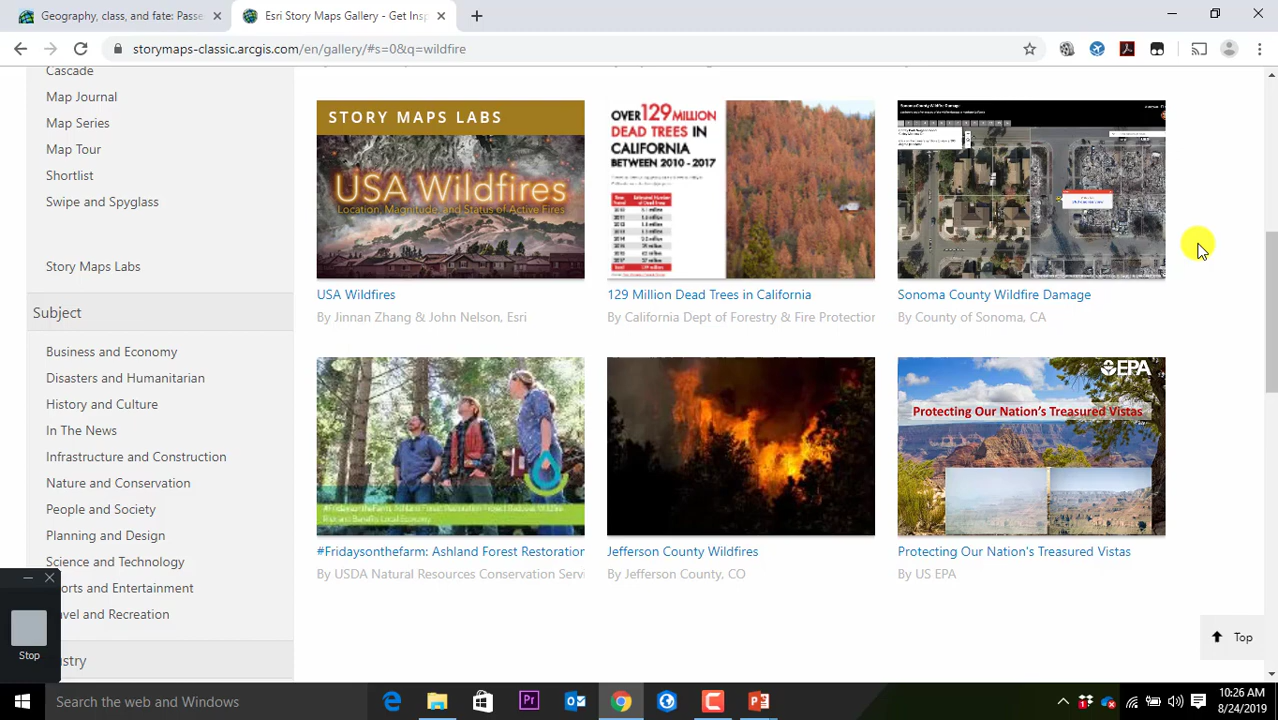 Geography, class, and fate: Passe
Esri Story Maps Gallery - Get Insp
storymaps-classic.arcgis.com/en/gallery/#s=0&q=wildfire
Cascade
Map Journal
Map Series
Map Tour
Shortlist
Swipe and Spyglass
Story Maps Labs
Subject
Business and Economy
Disasters and Humanitarian
History and Culture
In The News
Infrastructure and Construction
Nature and Conservation
People and Society
Planning and Design
Science and Technology
orts and Entertainment
avel and Recreation
stry
STORY MAPS LABS
USA Wildfires
Location, Magnitude, and Status of Active Fires
USA Wildfires
By Jinnan Zhang & John Nelson, Esri
OVER 129 MILLION
DEAD TREES IN
CALIFORNIA
BETWEEN 2010 - 2017
129 Million Dead Trees in California
By California Dept of Forestry & Fire Protection
Sonoma County Wildfire Damage
Sonoma County Wildfire Damage
By County of Sonoma, CA
#Fridaysonthefarm: Ashland Forest Restoration
By USDA Natural Resources Conservation Servi
Jefferson County Wildfires
By Jefferson County, CO
EPA
Protecting Our Nation's Treasured Vistas
Protecting Our Nation's Treasured Vistas
By US EPA
Top
Stop
Search the web and Windows
10:26 AM
8/24/2019